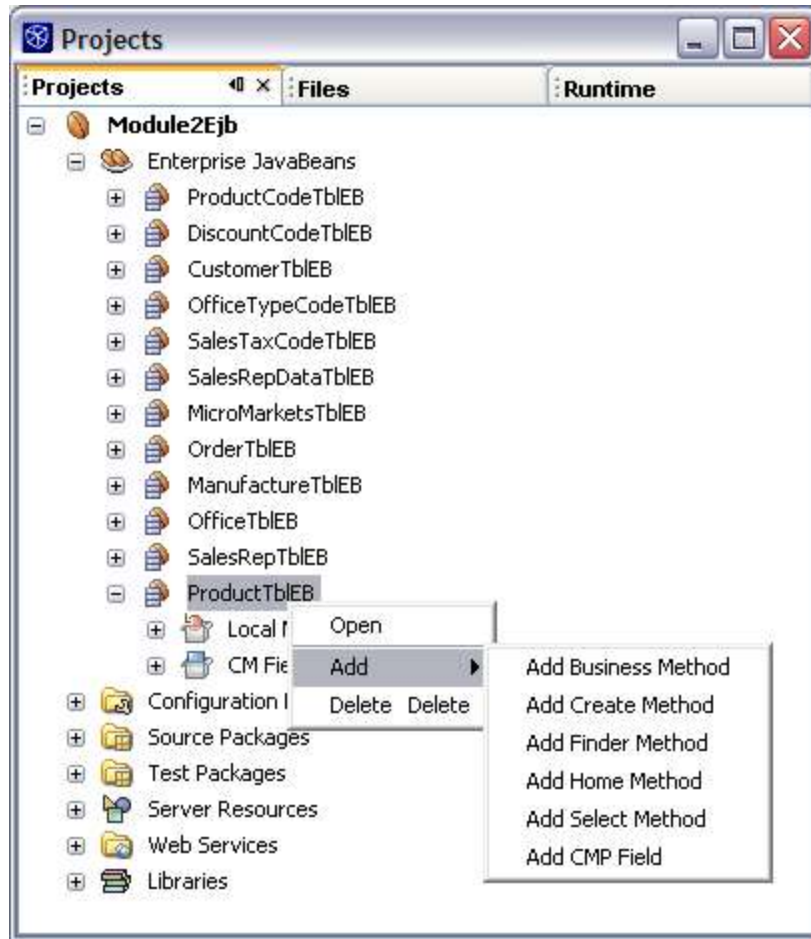 Projects
Projects Files Runtime
Module2Ejb
Enterprise JavaBeans
ProductCodeTblEB
DiscountCodeTblEB
CustomerTblEB
OfficeTypeCodeTblEB
SalesTaxCodeTblEB
SalesRepDataTblEB
MicroMarketsTblEB
OrderTblEB
ManufactureTblEB
OfficeTblEB
SalesRepTblEB
ProductTblEB
Local
CM
Configuration
Source Packages
Test Packages
Server Resources
Web Services
Libraries
Open
Add
Delete Delete
Add Business Method
Add Create Method
Add Finder Method
Add Home Method
Add Select Method
Add CMP Field